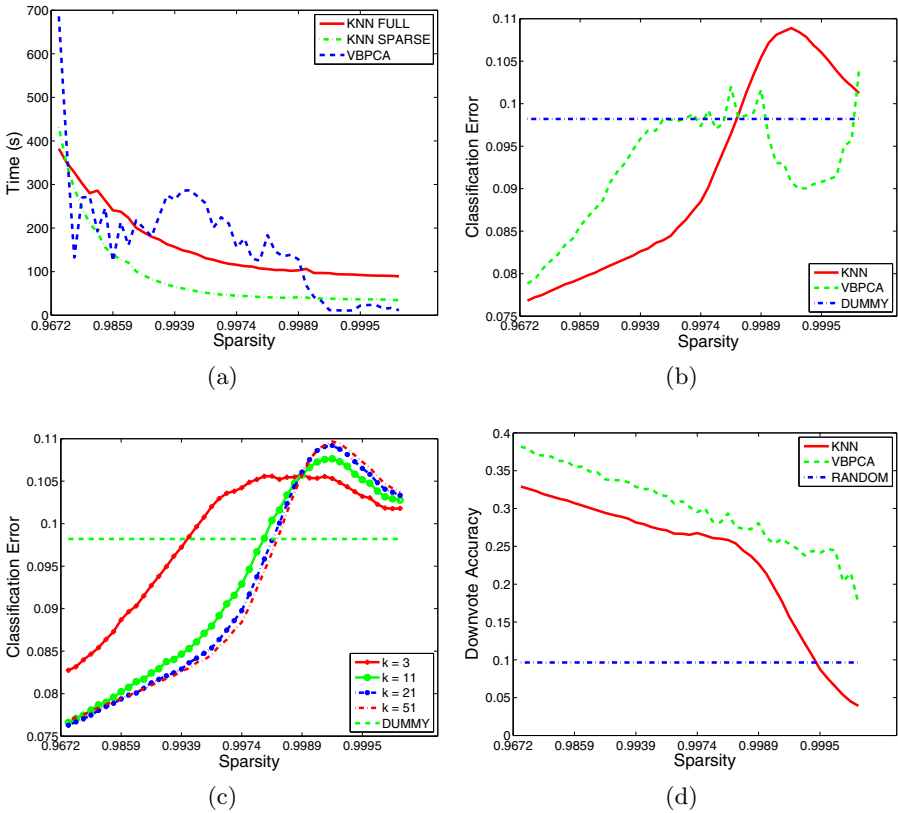 700
600
500
400
300
200
100
0
Time (s)
0.9672 0.9859 0.9939 0.9974 0.9989 0.9995
Sparsity
KNN FULL
KNN SPARSE
VBPCA
(a)
0.11
0.105
0.1
0.095
0.09
0.085
0.08
0.075
Classification Error
0.9672 0.9859 0.9939 0.9974 0.9989 0.9995
Sparsity
KNN
VBPCA
DUMMY
(b)
0.11
0.105
0.1
0.095
0.09
0.085
0.08
0.075
Classification Error
0.9672 0.9859 0.9939 0.9974 0.9989 0.9995
Sparsity
k = 3
k = 11
k = 21
k = 51
DUMMY
(c)
0.4
0.35
0.3
0.25
0.2
0.15
0.1
0.05
0
Downvote Accuracy
0.9672 0.9859 0.9939 0.9974 0.9989 0.9995
Sparsity
KNN
VBPCA
RANDOM
(d)